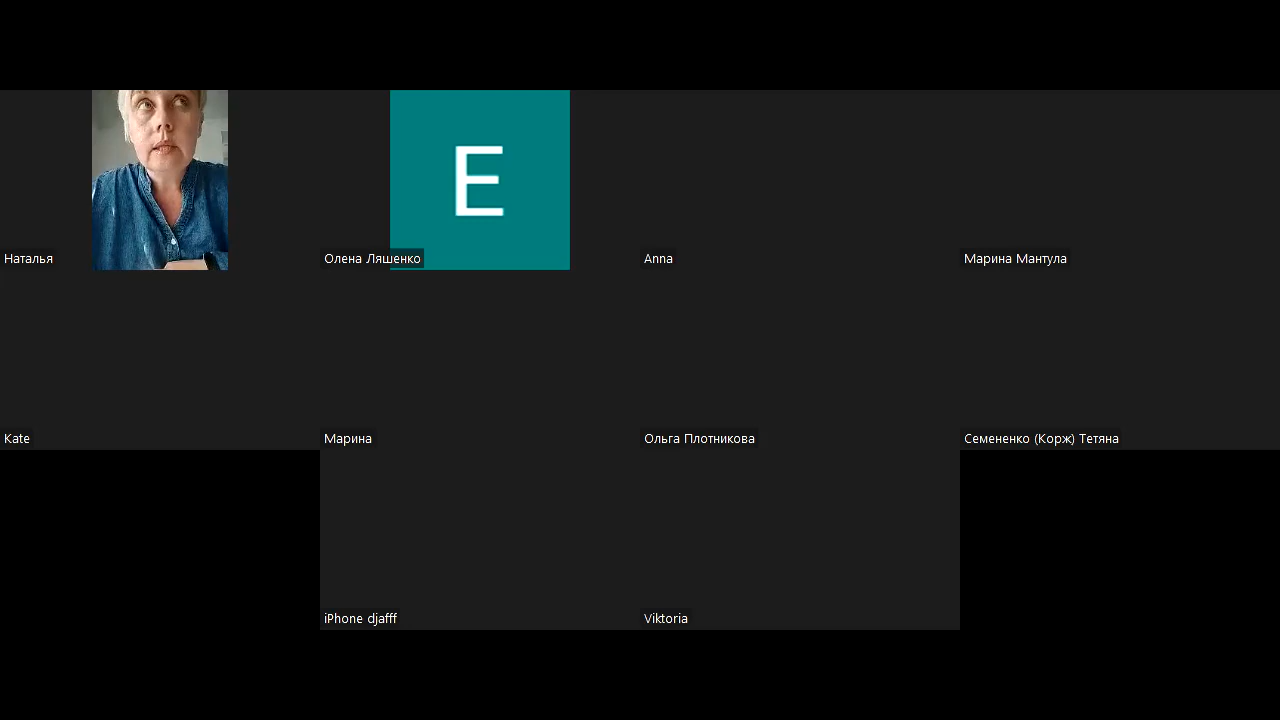 E
Наталья
Олена Ляшенко
Anna
Марина Мантула
Kate
Марина
Ольга Плотникова
Семененко (Корж) Тетяна
iPhone djafff
Viktoria